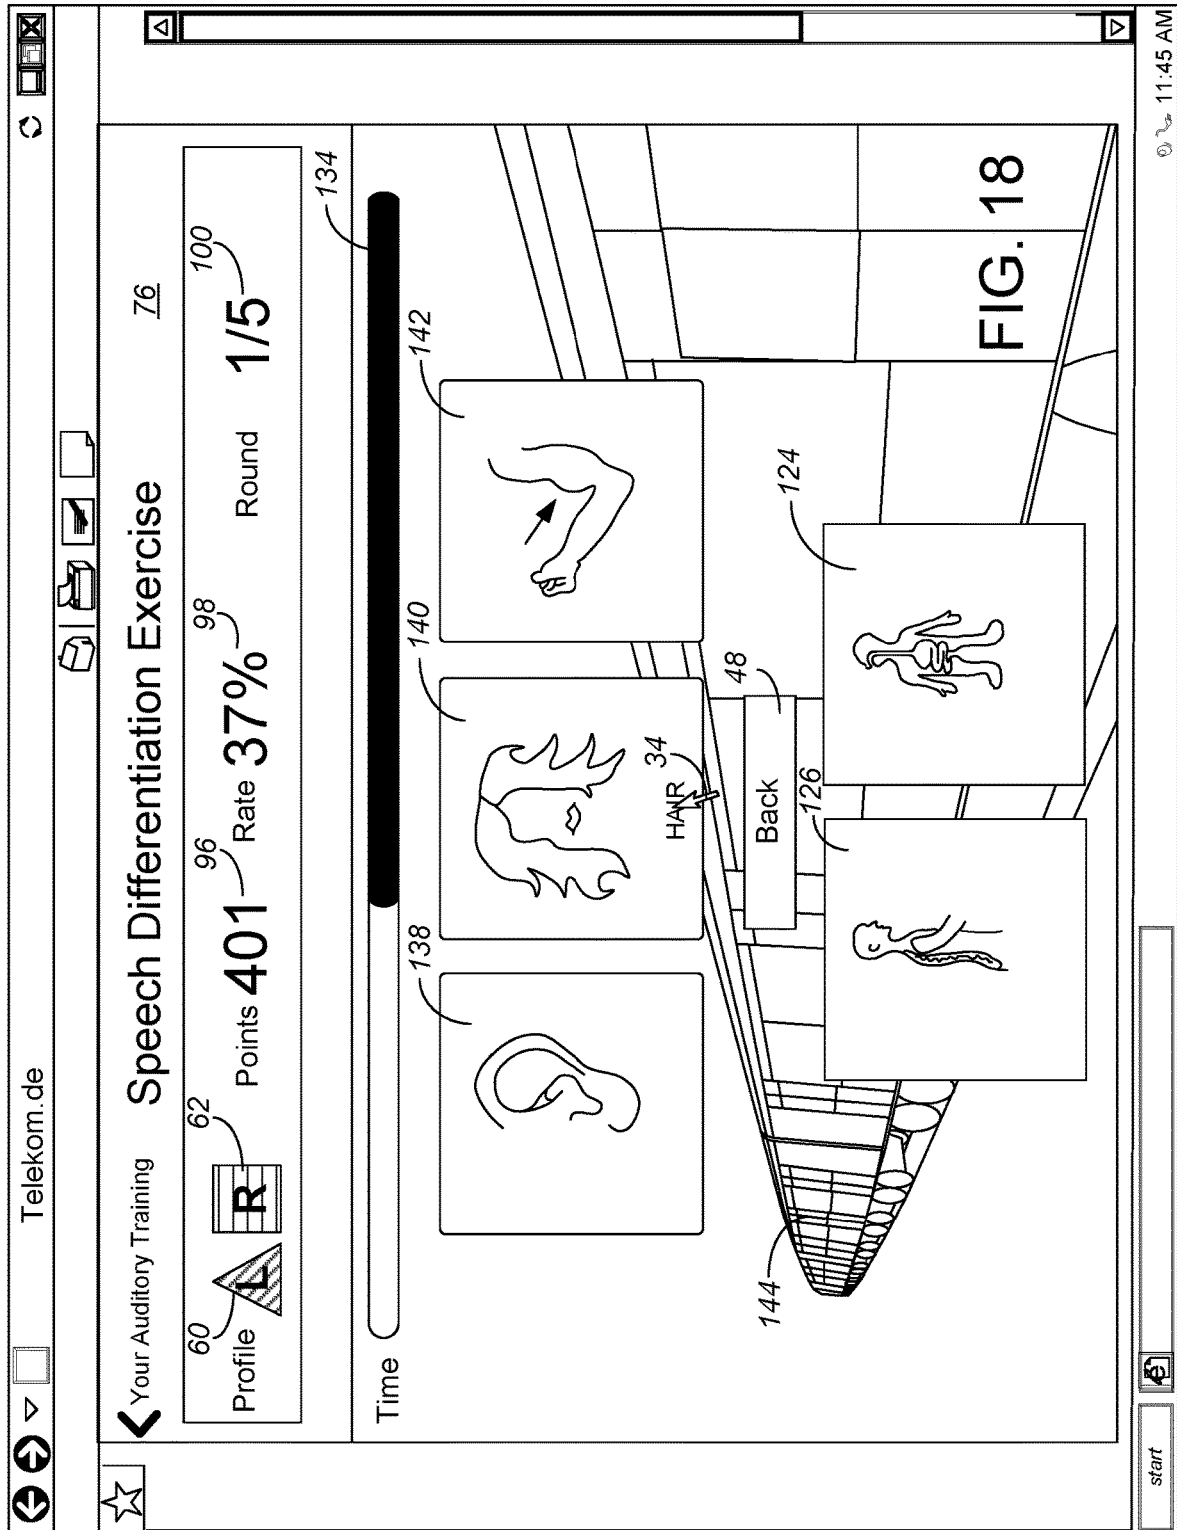 Telekom.de
Your Auditory Training
Speech Differentiation Exercise
76
Profile
60
L
62
R
Points 401
96
Rate 37%
98
Round 1/5
100
Time
134
138
140
142
HAIR
34
Back
48
126
124
144
FIG. 18
start
e
11:45 AM